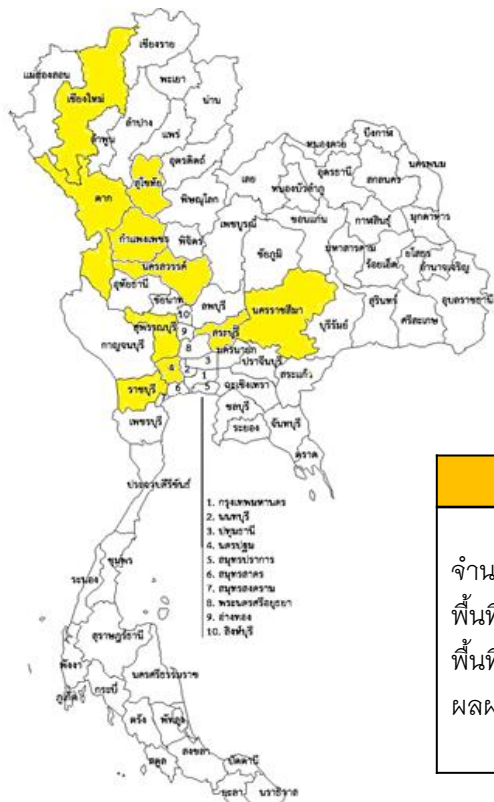 เชียงราย
แม่ฮ่องสอน
พะเยา
เชียงใหม่
น่าน
ลำปาง
ลำพูน
แพร่
อุตรดิตถ์
สุโขทัย
ตาก
พิษณุโลก
กำแพงเพชร
พิจิตร
เพชรบูรณ์
นครสวรรค์
อุทัยธานี
ชัยนาท
ลพบุรี
เลย
หนองคาย
บึงกาฬ
อุดรธานี
หนองบัวลำภู
สกลนคร
นครพนม
ขอนแก่น
กาฬสินธุ์
มุกดาหาร
ชัยภูมิ
มหาสารคาม
ร้อยเอ็ด
ยโสธร
อำนาจเจริญ
นครราชสีมา
บุรีรัมย์
สุรินทร์
ศรีสะเกษ
อุบลราชธานี
10
สุพรรณบุรี
9
สระบุรี
8
นครนายก
กาญจนบุรี
3
ปราจีนบุรี
4
2
1
สระแก้ว
ราชบุรี
6
5
ฉะเชิงเทรา
7
ชลบุรี
เพชรบุรี
ระยอง
จันทบุรี
ตราด
ประจวบคีรีขันธ์
1. กรุงเทพมหานคร
2. นนทบุรี
3. ปทุมธานี
4. นครปฐม
5. สมุทรปราการ
6. สมุทรสาคร
7. สมุทรสงคราม
8. พระนครศรีอยุธยา
9. อ่างทอง
10. สิงห์บุรี
ชุมพร
ระนอง
สุราษฎร์ธานี
พังงา
นครศรีธรรมราช
กระบี่
ภูเก็ต
ตรัง
พัทลุง
สงขลา
สตูล
ปัตตานี
ยะลา
นราธิวาส
จำน
พื้นที
พื้นที
ผลผ